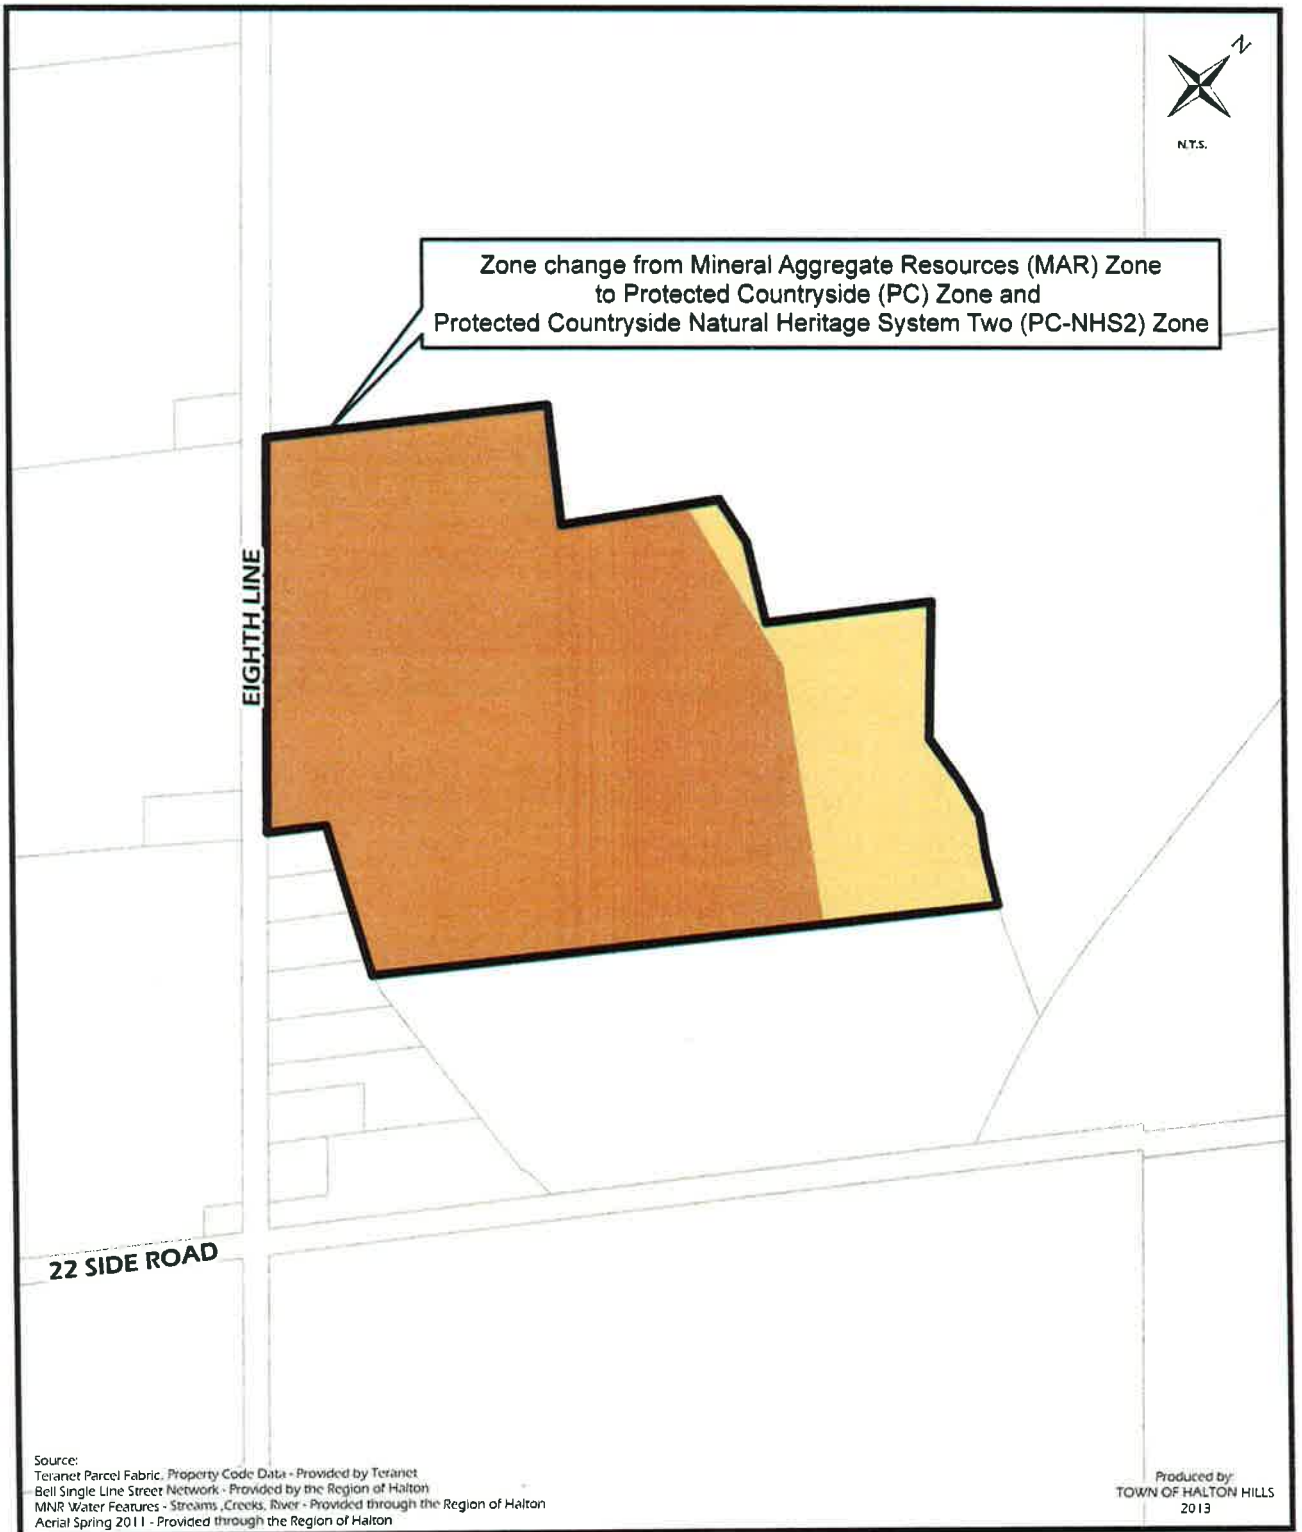 N
N.T.S.
Zone change from Mineral Aggregate Resources (MAR) Zone
to Protected Countryside (PC) Zone and
Protected Countryside Natural Heritage System Two (PC-NHS2) Zone
EIGHTH LINE
22 SIDE ROAD
Source:
Teranet Parcel Fabric, Property Code Data - Provided by Teranet
Bell Single Line Street Network - Provided by the Region of Halton
MNR Water Features - Streams ,Creeks, River - Provided through the Region of Halton
Aerial Spring 2011 - Provided through the Region of Halton
Produced by:
TOWN OF HALTON HILLS
2013